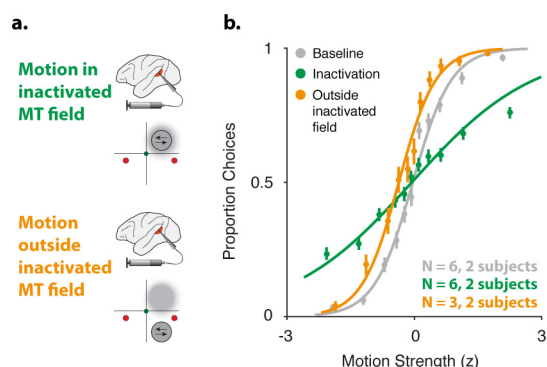 a.
Motion in
inactivated
MT field
Motion
outside
inactivated
MT field
b.
Baseline
Inactivation
Outside
inactivated
field
Proportion Choices
1
0.5
0
N = 6, 2 subjects
N = 6, 2 subjects
N = 3, 2 subjects
-3
0
3
Motion Strength (z)